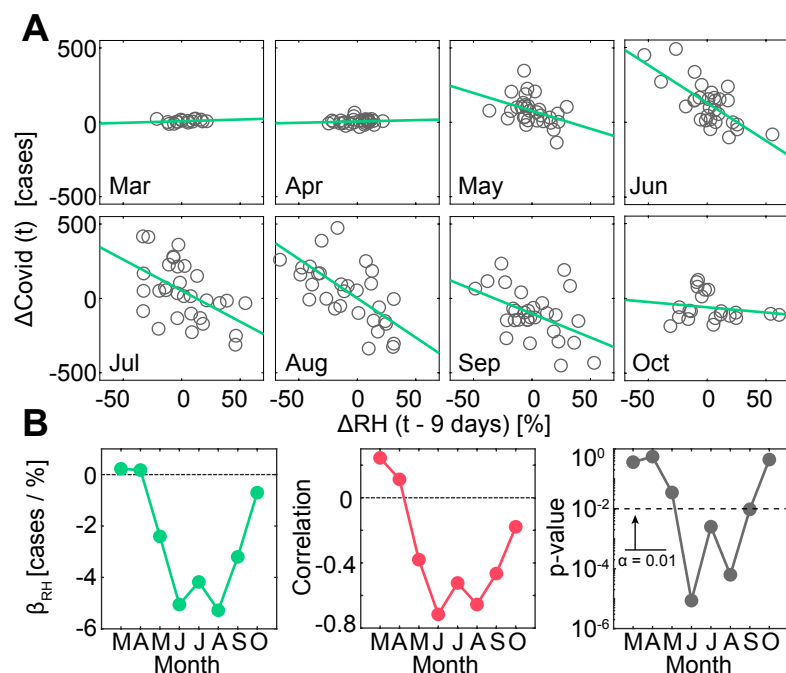 A
500
0
-500
ΔCovid (t) [cases]
Mar
Apr
May
Jun
500
0
-500
Jul
Aug
Sep
Oct
-50 0 50 -50 0 50 -50 0 50 -50 0 50
ΔRH (t - 9 days) [%]
B
0
-2
-4
-6
β_RH [cases / %]
M A M J J A S O
Month
0
-0.4
-0.8
Correlation
M A M J J A S O
Month
10⁰
10⁻²
10⁻⁴
10⁻⁶
p-value
α = 0.01
M A M J J A S O
Month